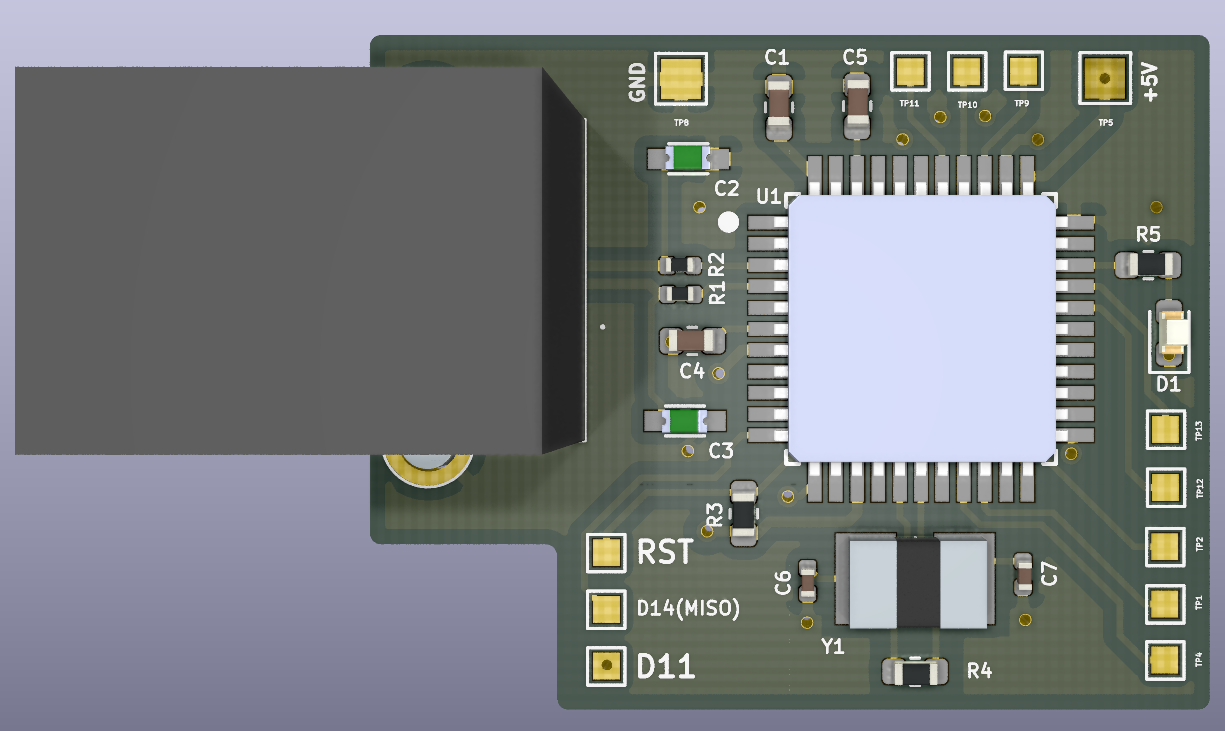 GND
C1
C5
+5V
TP8
TP11
TP10
TP9
TP5
C2
U1
R5
R2
R1
C4
D1
C3
TP13
TP12
R3
RST
TP2
C6
C7
D14(MISO)
TP1
Y1
D11
R4
TP4